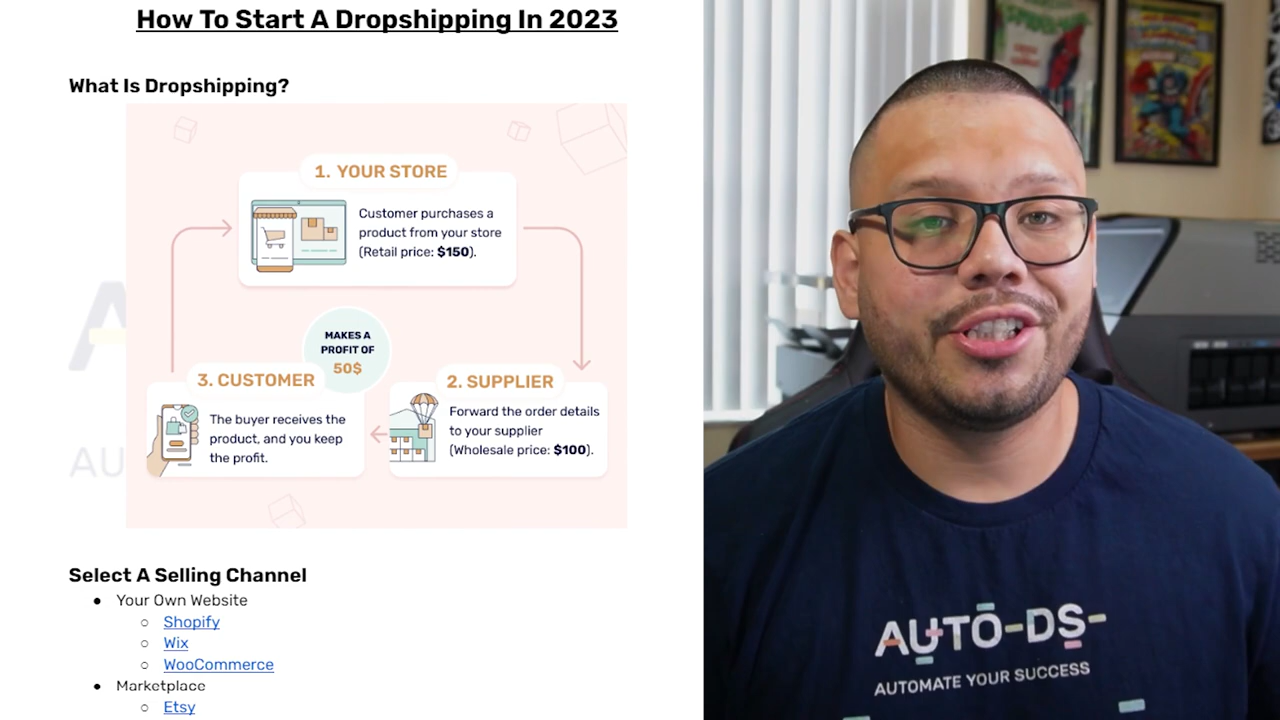 How To Start A Dropshipping In 2023
What Is Dropshipping?
1. YOUR STORE
Customer purchases a
product from your store
(Retail price: $150).
MAKES A
PROFIT OF
50$
3. CUSTOMER
The buyer receives the
product, and you keep
the profit.
2. SUPPLIER
Forward the order details
to your supplier
(Wholesale price: $100).
AU
Select A Selling Channel
● Your Own Website
○ Shopify
○ Wix
○ WooCommerce
● Marketplace
○ Etsy
AUTO-DS-
AUTOMATE YOUR SUCCESS